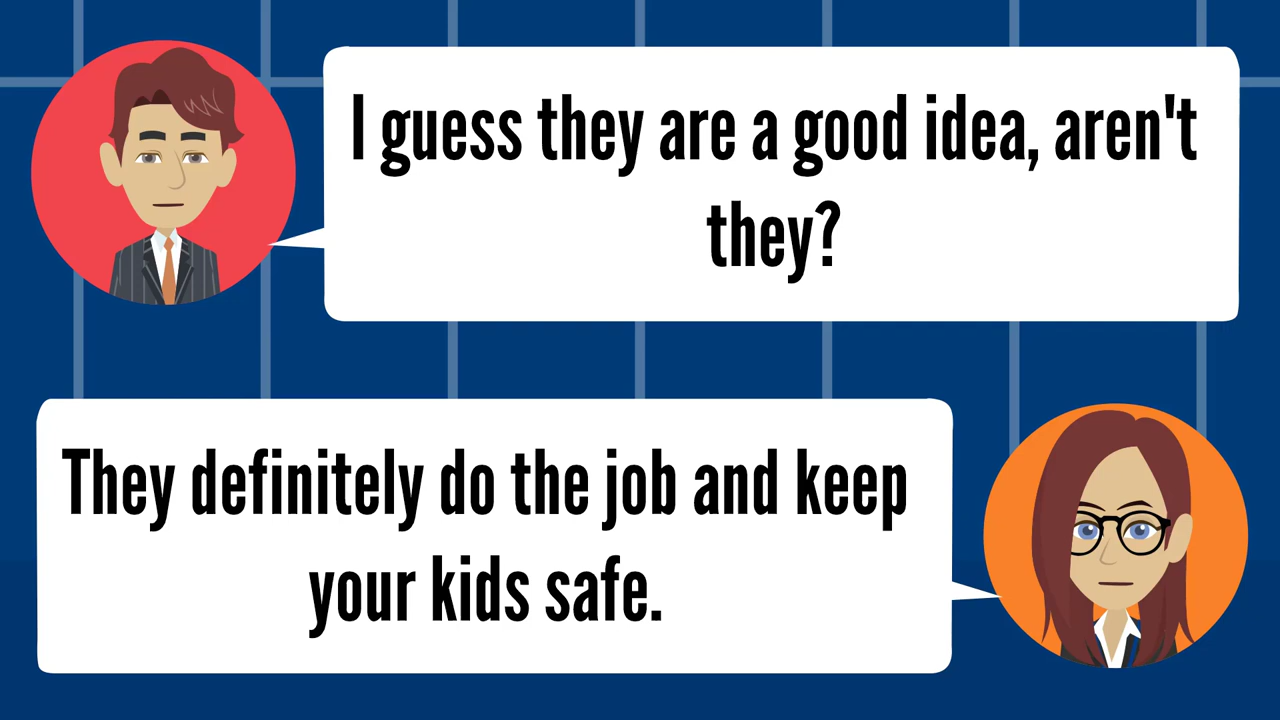 I guess they are a good idea, aren't
they?
They definitely do the job and keep
your kids safe.